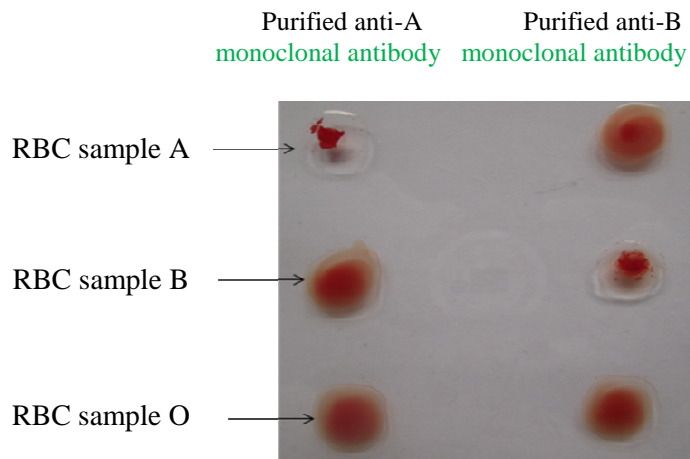 Purified anti-A
monoclonal antibody
Purified anti-B
monoclonal antibody
RBC sample A
RBC sample B
RBC sample O